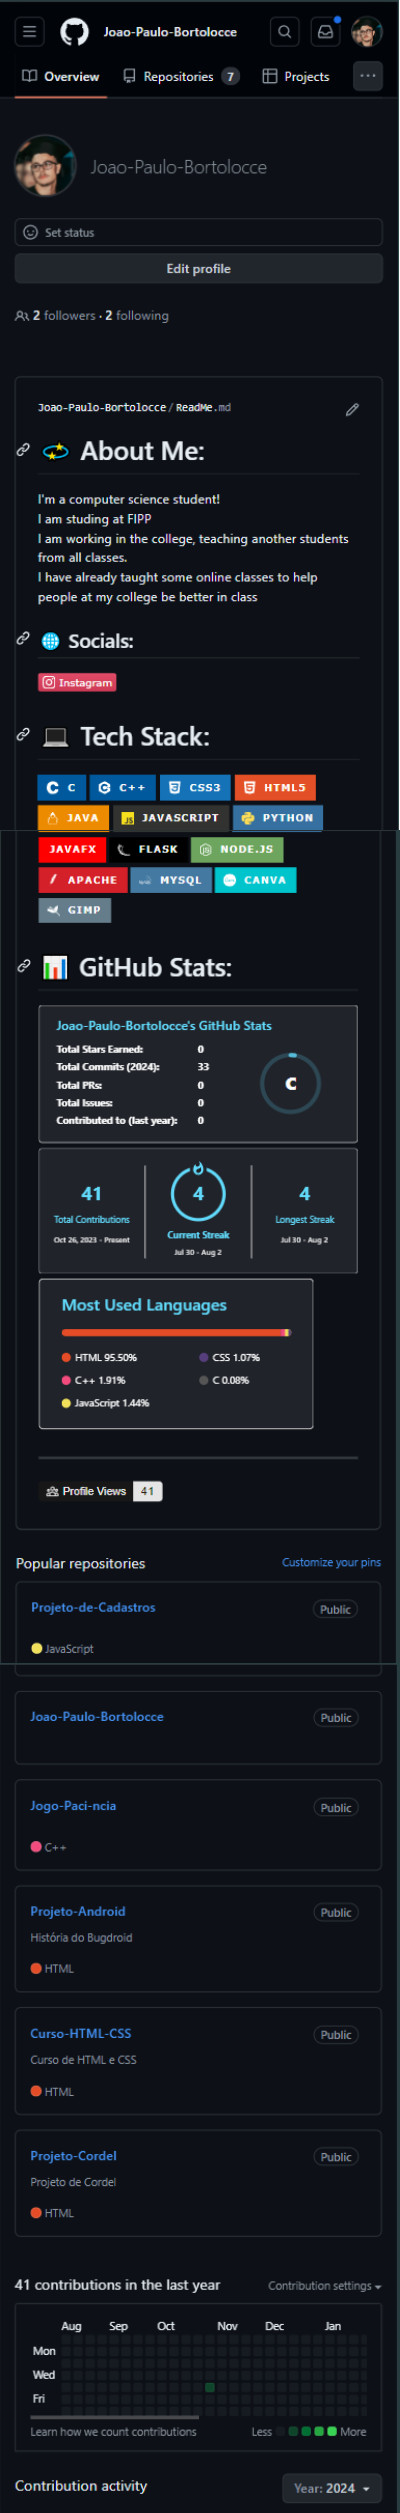 Joao-Paulo-Bortolocce
Overview
Repositories 7
Projects
Joao-Paulo-Bortolocce
Set status
Edit profile
2 followers · 2 following
Joao-Paulo-Bortolocce/ReadMe.md
About Me:
I'm a computer science student!
I am studing at FIPP
I am working in the college, teaching another students
from all classes.
I have already taught some online classes to help
people at my college be better in class
Socials:
Instagram
Tech Stack:
C C++ CSS3 HTML5
JAVA JAVASCRIPT PYTHON
JAVAFX FLASK NODE.JS
APACHE MYSQL CANVA
GIMP
GitHub Stats:
Joao-Paulo-Bortolocce's GitHub Stats
Total Stars Earned: 0
Total Commits (2024): 33
Total PRs: 0
Total Issues: 0
Contributed to (last year): 0
C
41
Total Contributions
Oct 26, 2023 - Present
4
Current Streak
Jul 30 - Aug 2
4
Longest Streak
Jul 30 - Aug 2
Most Used Languages
HTML 95.50% CSS 1.07%
C++ 1.91% C 0.08%
JavaScript 1.44%
Profile Views 41
Popular repositories Customize your pins
Projeto-de-Cadastros Public
JavaScript
Joao-Paulo-Bortolocce Public
Jogo-Paci-ncia Public
C++
Projeto-Android Public
História do Bugdroid
HTML
Curso-HTML-CSS Public
Curso de HTML e CSS
HTML
Projeto-Cordel Public
Projeto de Cordel
HTML
41 contributions in the last year Contribution settings
Aug Sep Oct Nov Dec Jan
Mon
Wed
Fri
Learn how we count contributions Less More
Contribution activity Year: 2024